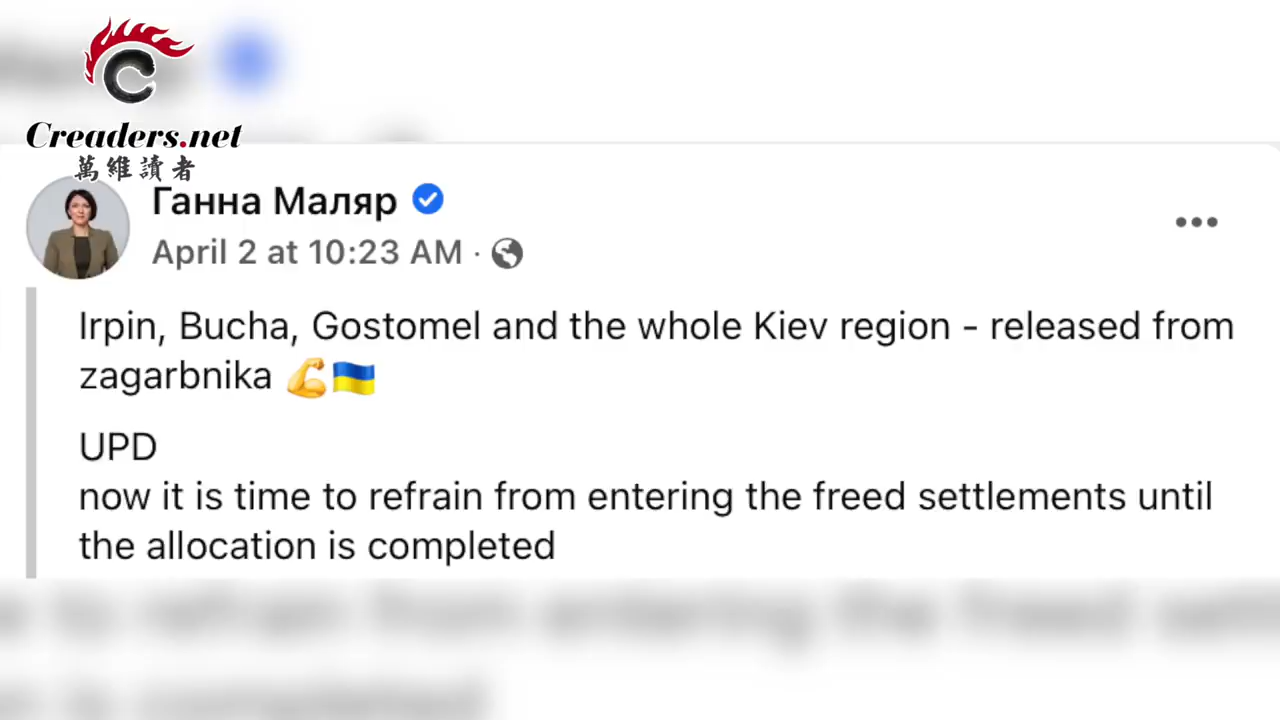 Creaders.net
萬維讀者
Ганна Маляр
April 2 at 10:23 AM ·
Irpin, Bucha, Gostomel and the whole Kiev region - released from
zagarbnika 💪🇺🇦
UPD
now it is time to refrain from entering the freed settlements until
the allocation is completed